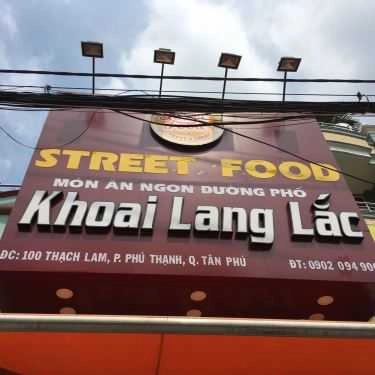 STREET FOOD
MÓN ĂN NGON ĐƯỜNG PHỐ
Khoai Lang Lắc
ĐC: 100 THẠCH LAM, P. PHÚ THẠNH, Q. TÂN PHÚ ĐT: 0902 094